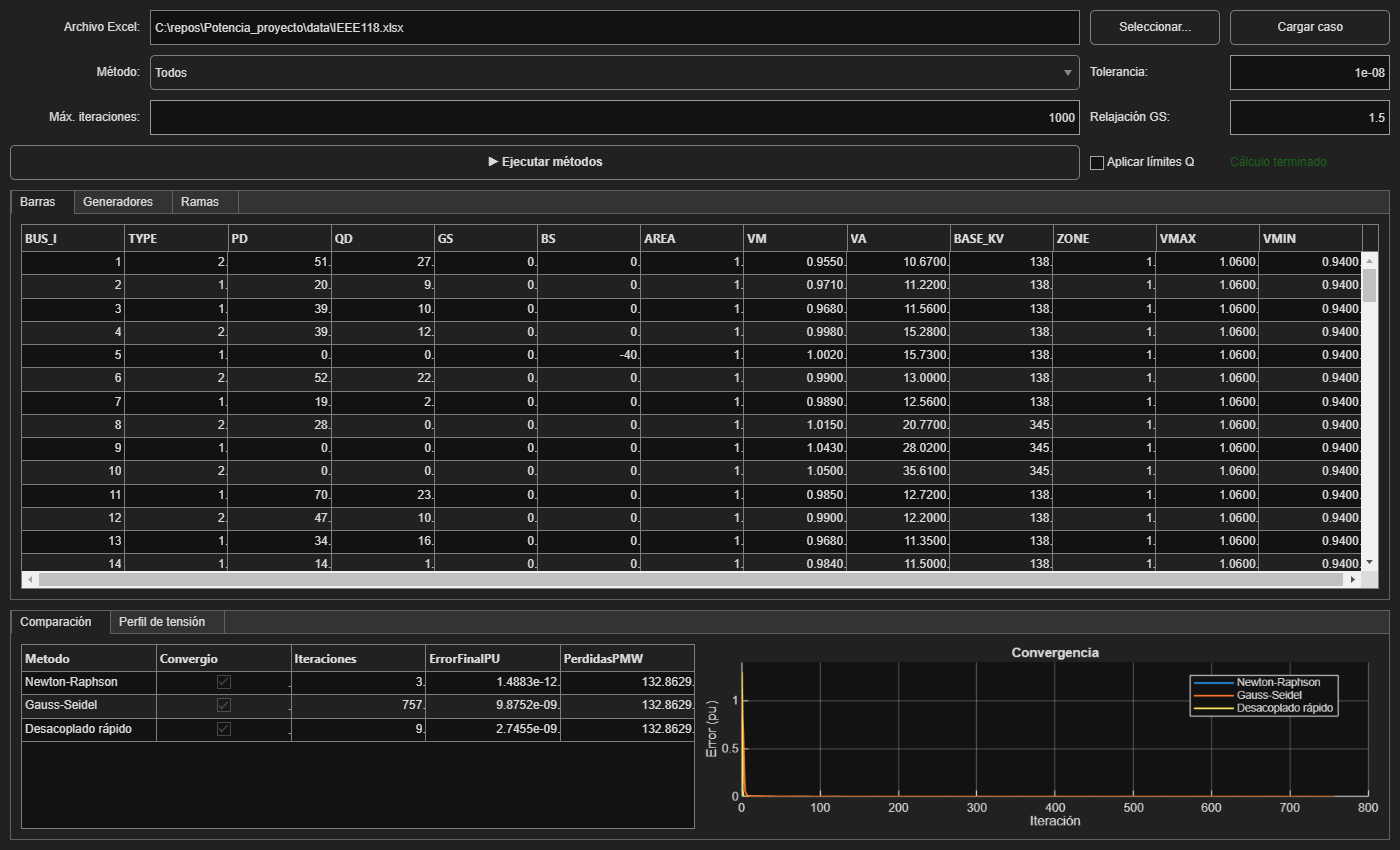 Archivo Excel: C:\repos\Potencia_proyecto\data\IEEE118.xlsx Seleccionar... Cargar caso
Método: Todos Tolerancia: 1e-08
Máx. iteraciones: 1000 Relajación GS: 1.5
▶ Ejecutar métodos Aplicar límites Q Cálculo terminado
Barras Generadores Ramas
BUS_I TYPE PD QD GS BS AREA VM VA BASE_KV ZONE VMAX VMIN
1 2. 51. 27. 0. 0. 1. 0.9550. 10.6700. 138. 1. 1.0600. 0.9400.
2 1. 20. 9. 0. 0. 1. 0.9710. 11.2200. 138. 1. 1.0600. 0.9400.
3 1. 39. 10. 0. 0. 1. 0.9680. 11.5600. 138. 1. 1.0600. 0.9400.
4 2. 39. 12. 0. 0. 1. 0.9980. 15.2800. 138. 1. 1.0600. 0.9400.
5 1. 0. 0. 0. -40. 1. 1.0020. 15.7300. 138. 1. 1.0600. 0.9400.
6 2. 52. 22. 0. 0. 1. 0.9900. 13.0000. 138. 1. 1.0600. 0.9400.
7 1. 19. 2. 0. 0. 1. 0.9890. 12.5600. 138. 1. 1.0600. 0.9400.
8 2. 28. 0. 0. 0. 1. 1.0150. 20.7700. 345. 1. 1.0600. 0.9400.
9 1. 0. 0. 0. 0. 1. 1.0430. 28.0200. 345. 1. 1.0600. 0.9400.
10 2. 0. 0. 0. 0. 1. 1.0500. 35.6100. 345. 1. 1.0600. 0.9400.
11 1. 70. 23. 0. 0. 1. 0.9850. 12.7200. 138. 1. 1.0600. 0.9400.
12 2. 47. 10. 0. 0. 1. 0.9900. 12.2000. 138. 1. 1.0600. 0.9400.
13 1. 34. 16. 0. 0. 1. 0.9680. 11.3500. 138. 1. 1.0600. 0.9400.
14 1. 14. 1. 0. 0. 1. 0.9840. 11.5000. 138. 1. 1.0600. 0.9400.
Comparación Perfil de tensión
Metodo Convergio Iteraciones ErrorFinalPU PerdidasPMW
Newton-Raphson . 3. 1.4883e-12. 132.8629.
Gauss-Seidel . 757. 9.8752e-09. 132.8629.
Desacoplado rápido . 9. 2.7455e-09. 132.8629.
Convergencia
Newton-Raphson
Gauss-Seidel
Desacoplado rápido
Error (pu)
1
0.5
0
0 100 200 300 400 500 600 700 800
Iteración